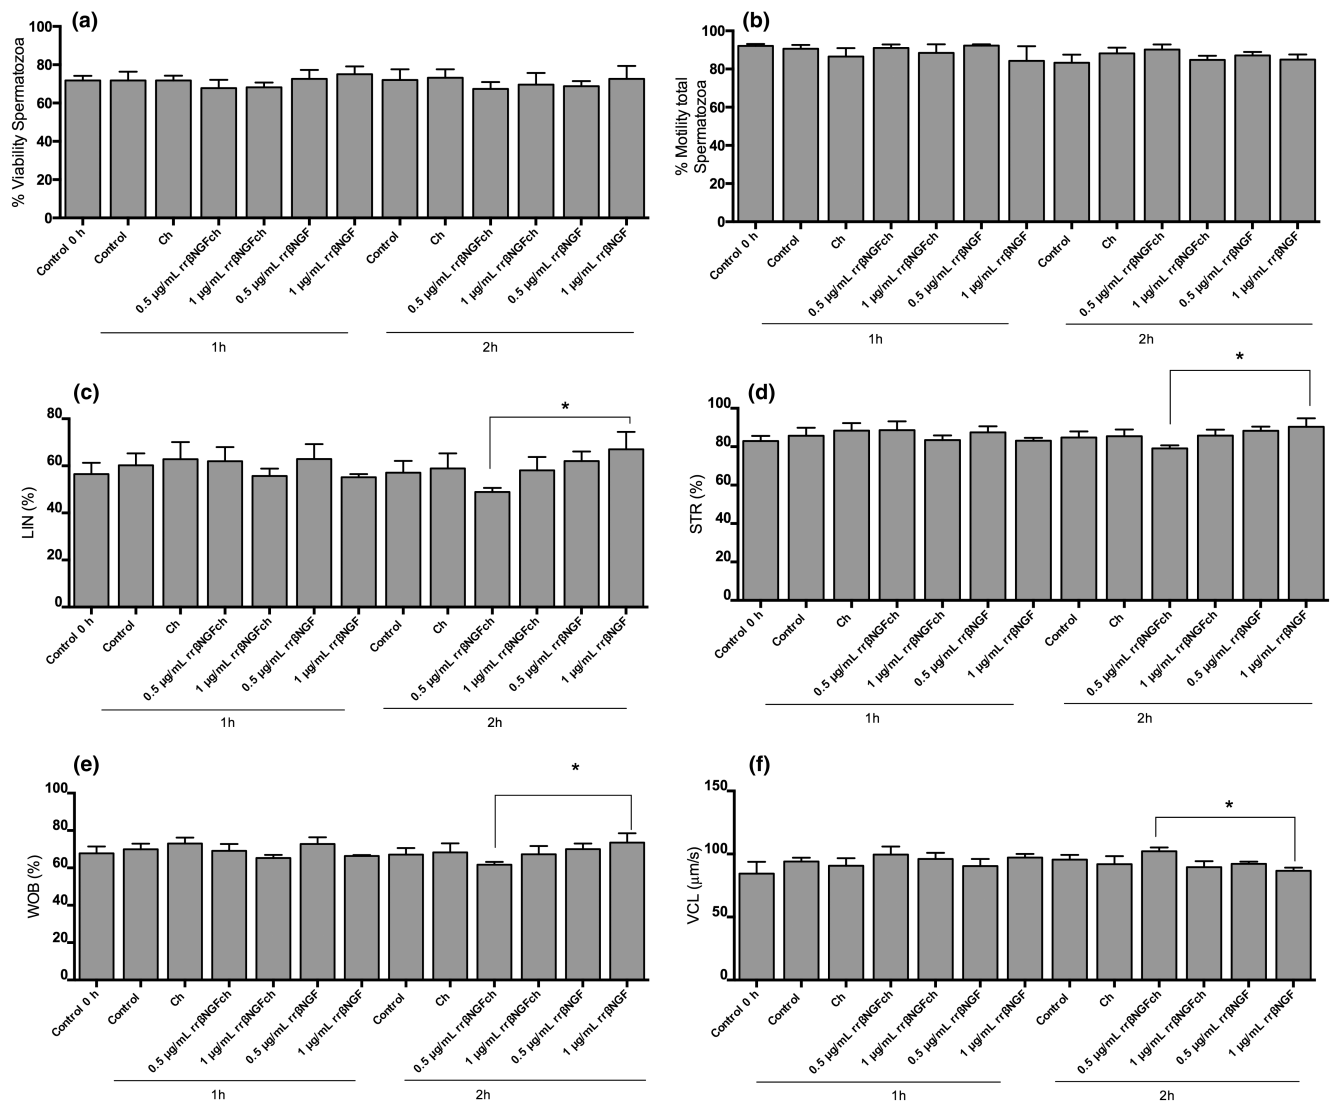 (a)
% Viability Spermatozoa
100
80
60
40
20
0
Control 0 h
Control
Ch
0.5 µg/mL rrβNGFch
1 µg/mL rrβNGFch
0.5 µg/mL rrβNGF
1 µg/mL rrβNGF
Control
Ch
0.5 µg/mL rrβNGFch
1 µg/mL rrβNGFch
0.5 µg/mL rrβNGF
1 µg/mL rrβNGF
1h
2h
(b)
% Motility total
Spermatozoa
100
80
60
40
20
0
Control 0 h
Control
Ch
0.5 µg/mL rrβNGFch
1 µg/mL rrβNGFch
0.5 µg/mL rrβNGF
1 µg/mL rrβNGF
Control
Ch
0.5 µg/mL rrβNGFch
1 µg/mL rrβNGFch
0.5 µg/mL rrβNGF
1 µg/mL rrβNGF
1h
2h
(c)
*
LIN (%)
80
60
40
20
0
Control 0 h
Control
Ch
0.5 µg/mL rrβNGFch
1 µg/mL rrβNGFch
0.5 µg/mL rrβNGF
1 µg/mL rrβNGF
Control
Ch
0.5 µg/mL rrβNGFch
1 µg/mL rrβNGFch
0.5 µg/mL rrβNGF
1 µg/mL rrβNGF
1h
2h
(d)
*
STR (%)
100
80
60
40
20
0
Control 0 h
Control
Ch
0.5 µg/mL rrβNGFch
1 µg/mL rrβNGFch
0.5 µg/mL rrβNGF
1 µg/mL rrβNGF
Control
Ch
0.5 µg/mL rrβNGFch
1 µg/mL rrβNGFch
0.5 µg/mL rrβNGF
1 µg/mL rrβNGF
1h
2h
(e)
*
WOB (%)
100
80
60
40
20
0
Control 0 h
Control
Ch
0.5 µg/mL rrβNGFch
1 µg/mL rrβNGFch
0.5 µg/mL rrβNGF
1 µg/mL rrβNGF
Control
Ch
0.5 µg/mL rrβNGFch
1 µg/mL rrβNGFch
0.5 µg/mL rrβNGF
1 µg/mL rrβNGF
1h
2h
(f)
*
VCL (µm/s)
150
100
50
0
Control 0 h
Control
Ch
0.5 µg/mL rrβNGFch
1 µg/mL rrβNGFch
0.5 µg/mL rrβNGF
1 µg/mL rrβNGF
Control
Ch
0.5 µg/mL rrβNGFch
1 µg/mL rrβNGFch
0.5 µg/mL rrβNGF
1 µg/mL rrβNGF
1h
2h